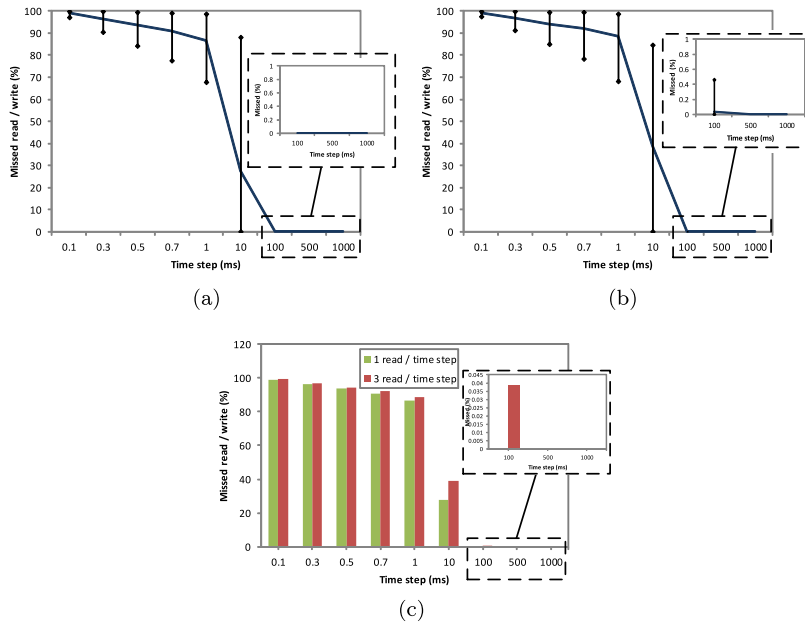 100
90
80
70
60
50
40
30
20
10
0
Missed read / write (%)
0.1 0.3 0.5 0.7 1 10 100 500 1000
Time step (ms)
1
0.8
0.6
0.4
0.2
0
Missed (%)
100 500 1000
Time step (ms)
(a)
100
90
80
70
60
50
40
30
20
10
0
Missed read / write (%)
0.1 0.3 0.5 0.7 1 10 100 500 1000
Time step (ms)
1
0.8
0.6
0.4
0.2
0
Missed (%)
100 500 1000
Time step (ms)
(b)
120
100
80
60
40
20
0
Missed read / write (%)
0.1 0.3 0.5 0.7 1 10 100 500 1000
Time step (ms)
1 read / time step
3 read / time step
0.045
0.04
0.035
0.03
0.025
0.02
0.015
0.01
0.005
0
Missed (%)
100 500 1000
Time step (ms)
(c)